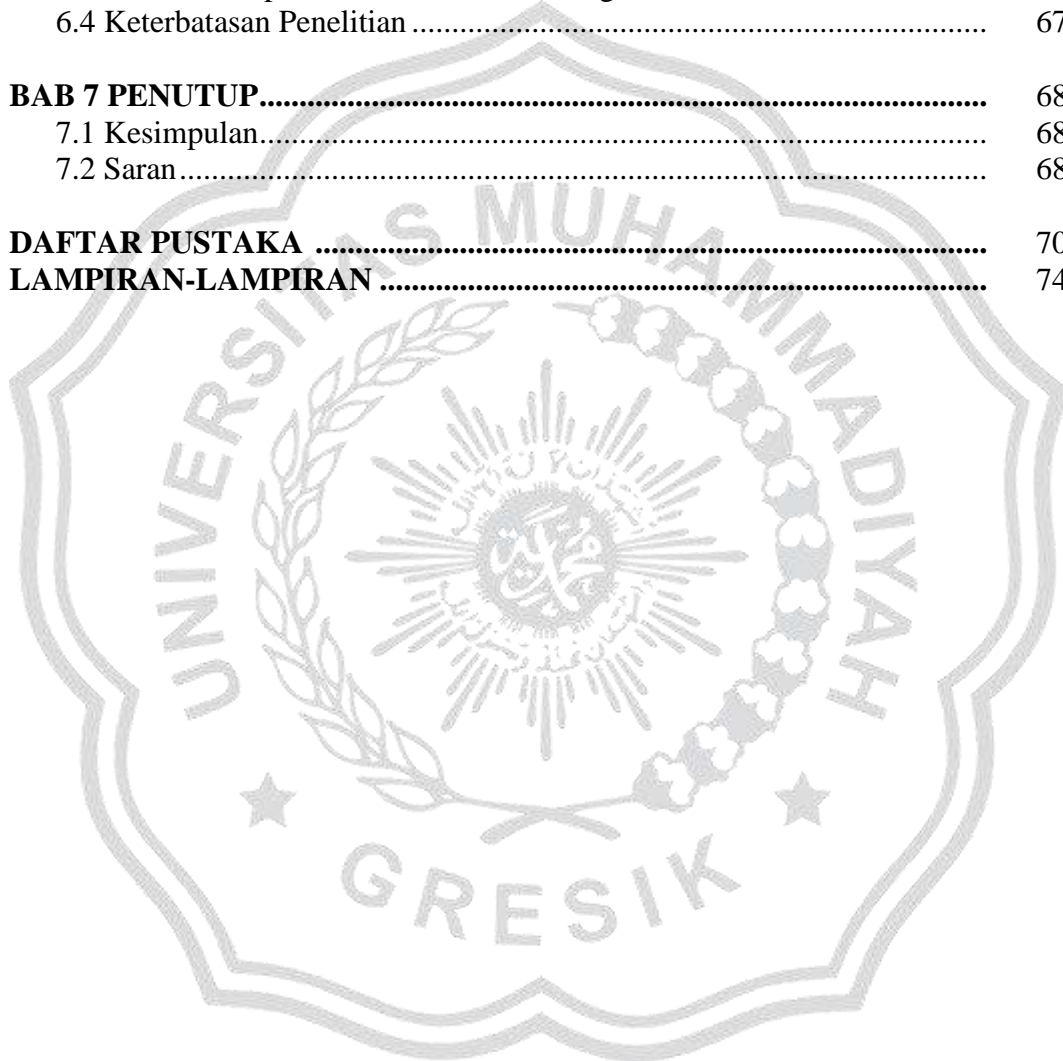 6.4 Keterbatasan Penelitian ........................................................................ 67
BAB 7 PENUTUP........................................................................................... 68
7.1 Kesimpulan........................................................................................... 68
7.2 Saran..................................................................................................... 68
DAFTAR PUSTAKA .................................................................................... 70
LAMPIRAN-LAMPIRAN ............................................................................ 74
UNIVERSITAS MUHAMMADIYAH
GRESIK